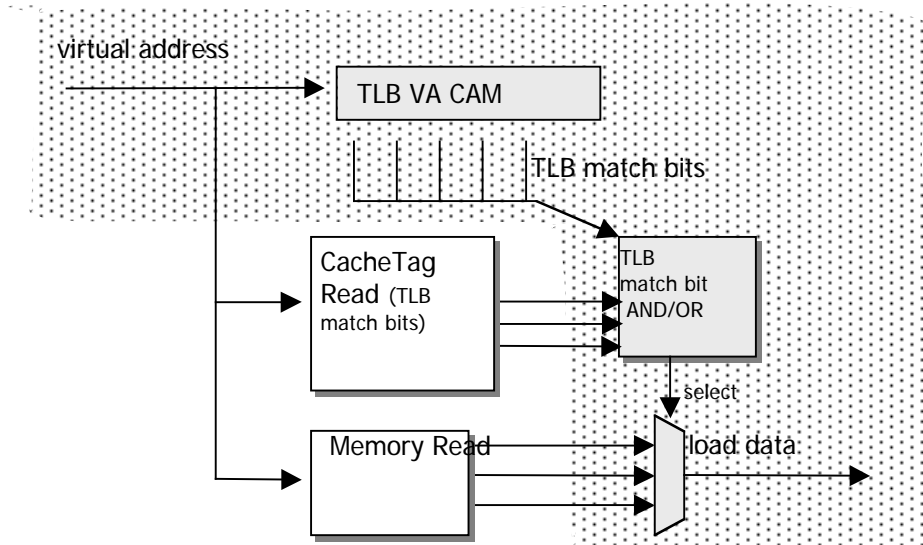 virtual address
TLB VA CAM
TLB match bits
CacheTag
Read (TLB
match bits)
TLB
match bit
AND/OR
select
Memory Read
load data